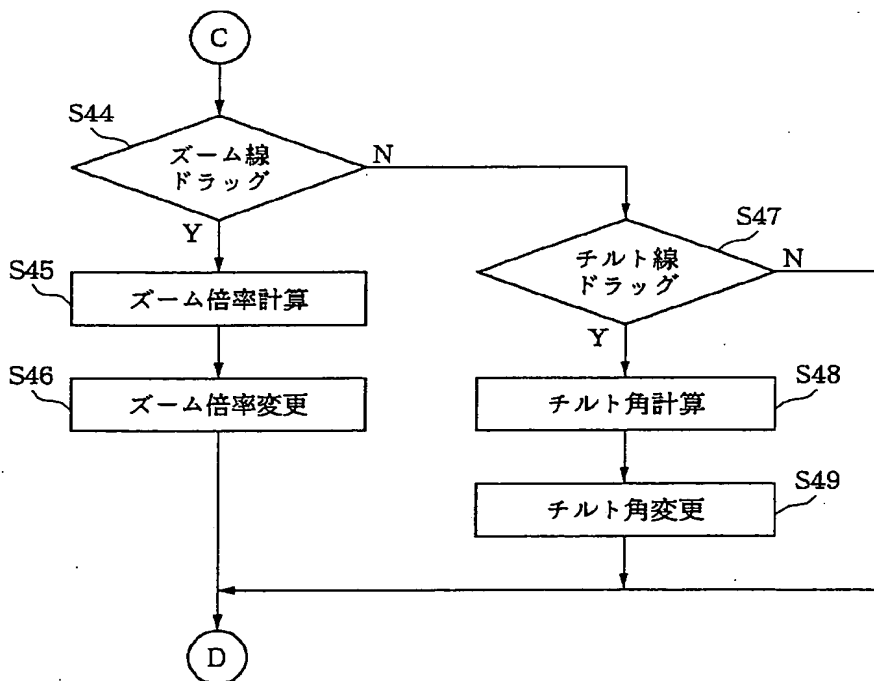 C
S44
ズーム線
ドラッグ
N
Y
S45
ズーム倍率計算
S46
ズーム倍率変更
S47
チルト線
ドラッグ
N
Y
S48
チルト角計算
S49
チルト角変更
D